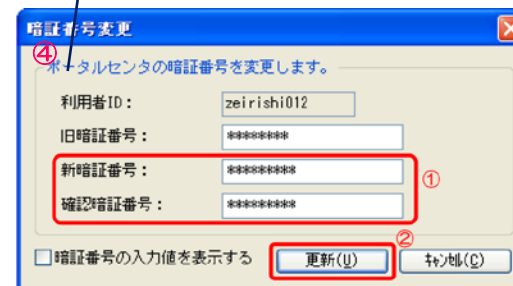 暗証番号変更
④
ポータルセンタの暗証番号を変更します。
利用者ID: zeirishi012
旧暗証番号: ********
新暗証番号: *********
①
確認暗証番号: *********
②
暗証番号の入力値を表示する 更新(U) ｷｬﾝｾﾙ(C)